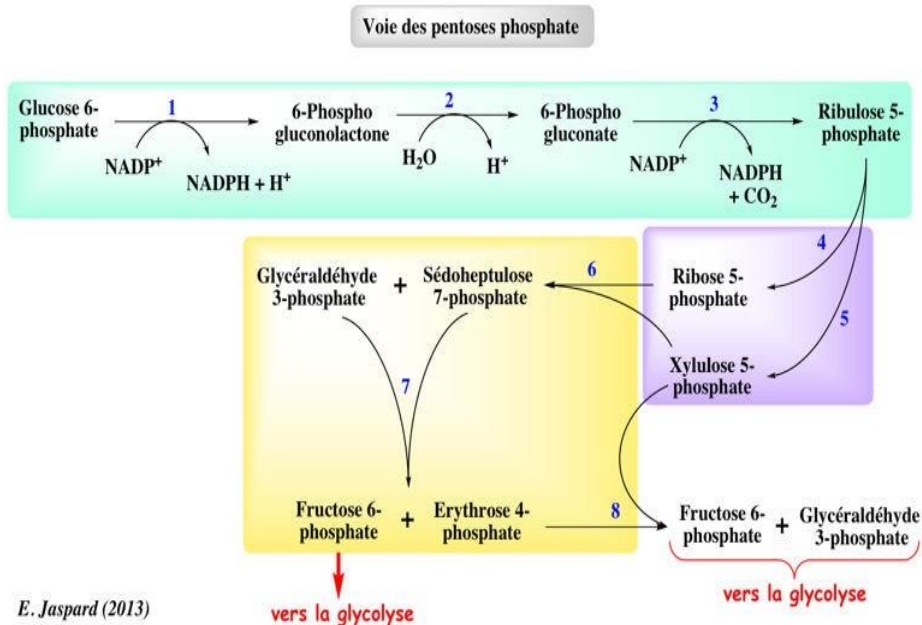 Voie des pentoses phosphate
Glucose 6-
phosphate
1
NADP+
NADPH + H+
6-Phospho
gluconolactone
2
H2O
H+
6-Phospho
gluconate
3
NADP+
NADPH
+ CO2
Ribulose 5-
phosphate
4
5
Glycéraldéhyde
3-phosphate
+
Sédoheptulose
7-phosphate
6
Ribose 5-
phosphate
Xylulose 5-
phosphate
7
Fructose 6-
phosphate
+
Erythrose 4-
phosphate
8
Fructose 6-
phosphate
+
Glycéraldéhyde
3-phosphate
vers la glycolyse
vers la glycolyse
E. Jaspard (2013)